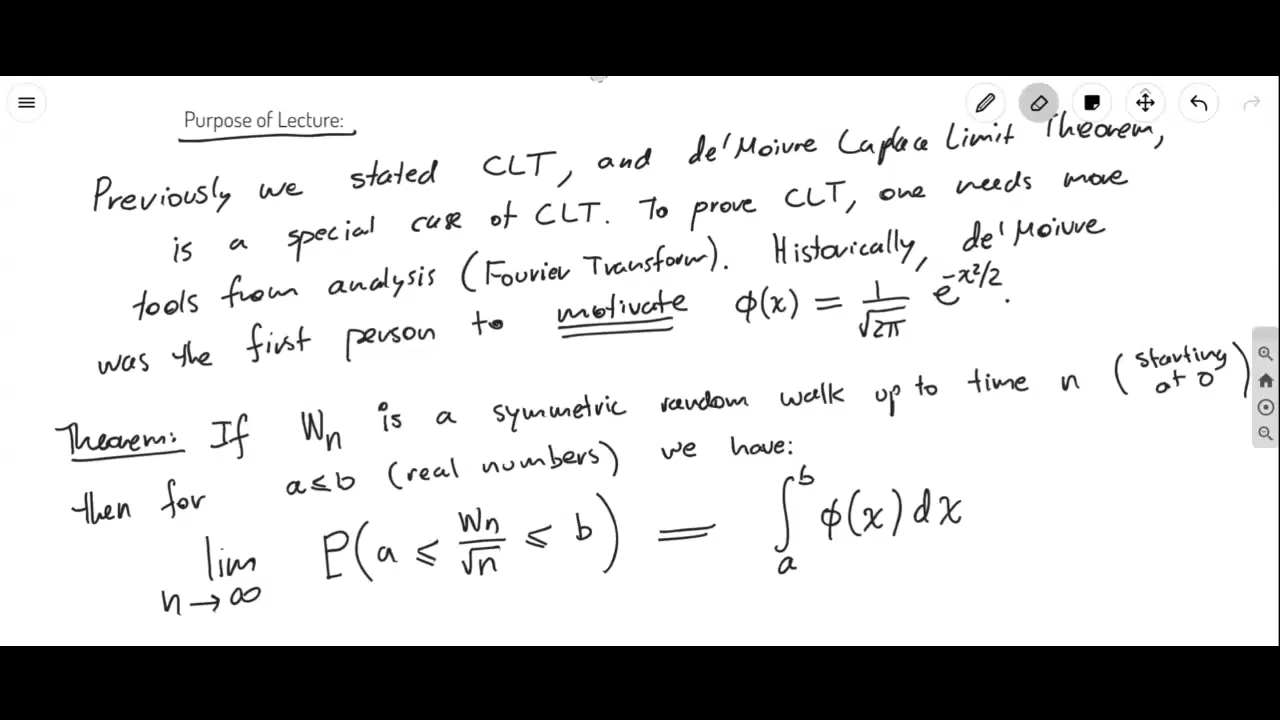 Purpose of Lecture:
Previously we stated CLT, and de'Moivre Laplace Limit Theorem,
is a special case of CLT. To prove CLT, one needs more
tools from analysis (Fourier Transform). Historically, de'Moivre
was the first person to motivate φ(x) = 1/√2π e^{-x²/2}.
Theorem: If Wn is a symmetric random walk up to time n (starting at 0)
then for a≤b (real numbers) we have:
lim n→∞ P(a ≤ Wn/√n ≤ b) = ∫_a^b φ(x)dx